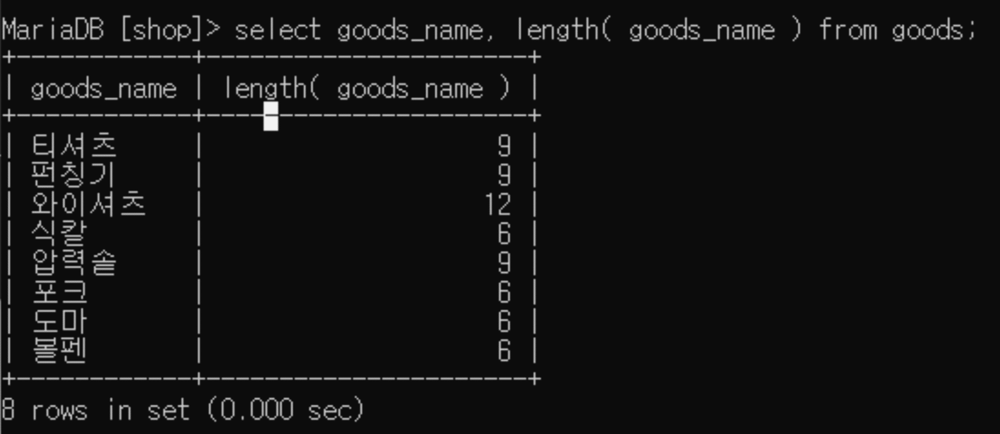 MariaDB [shop]> select goods_name, length( goods_name ) from goods;
+-------------+----------------------+
| goods_name | length( goods_name ) |
+-------------+----------------------+
| 티셔츠 | 9 |
| 펀칭기 | 9 |
| 와이셔츠 | 12 |
| 식칼 | 6 |
| 압력솥 | 9 |
| 포크 | 6 |
| 도마 | 6 |
| 볼펜 | 6 |
+-------------+----------------------+
8 rows in set (0.000 sec)